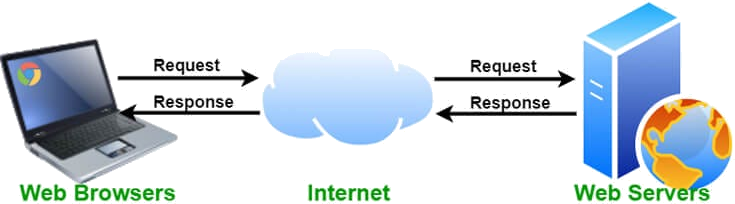 Request
Request
Response
Response
Web Browsers
Internet
Web Servers